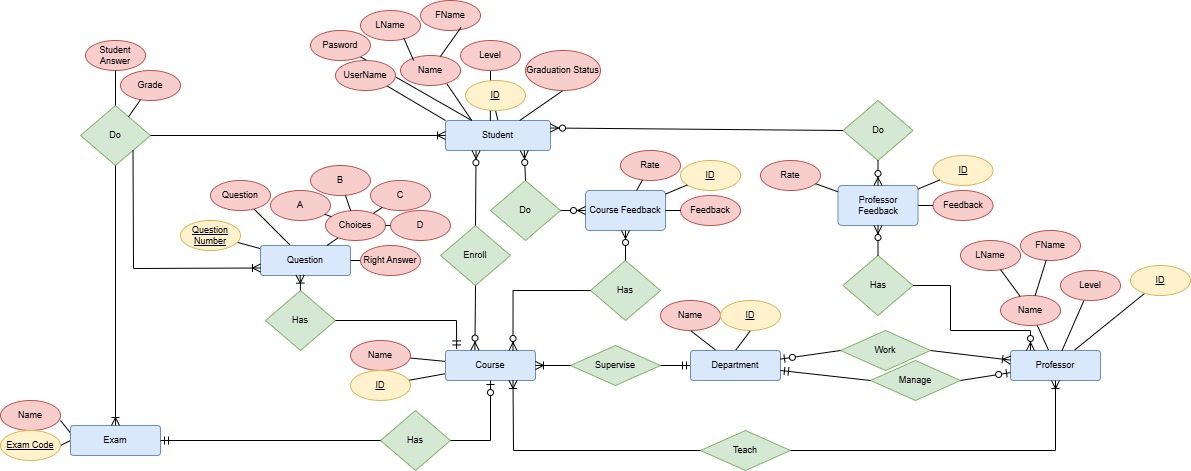 FName
LName
Student
Answer
Pasword
Level
Name
Graduation Status
UserName
Grade
ID
Do
Student
Do
Rate
ID
ID
Rate
B
Question
A
C
Choices
D
Do
Course Feedback
Feedback
Professor
Feedback
Feedback
Question
Number
Question
Right Answer
Enroll
LName
FName
Has
Has
Level
ID
Has
Name
ID
Name
Name
ID
Course
Supervise
Department
Work
Manage
Professor
Name
Exam Code
Exam
Has
Teach